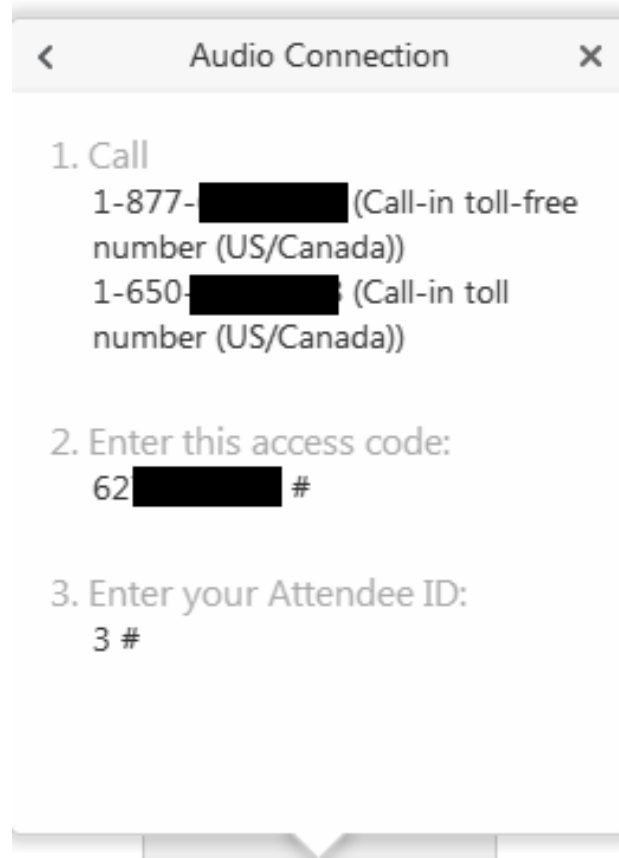 Audio Connection
1. Call
1-877- (Call-in toll-free
number (US/Canada))
1-650- (Call-in toll
number (US/Canada))
2. Enter this access code:
62 #
3. Enter your Attendee ID:
3 #